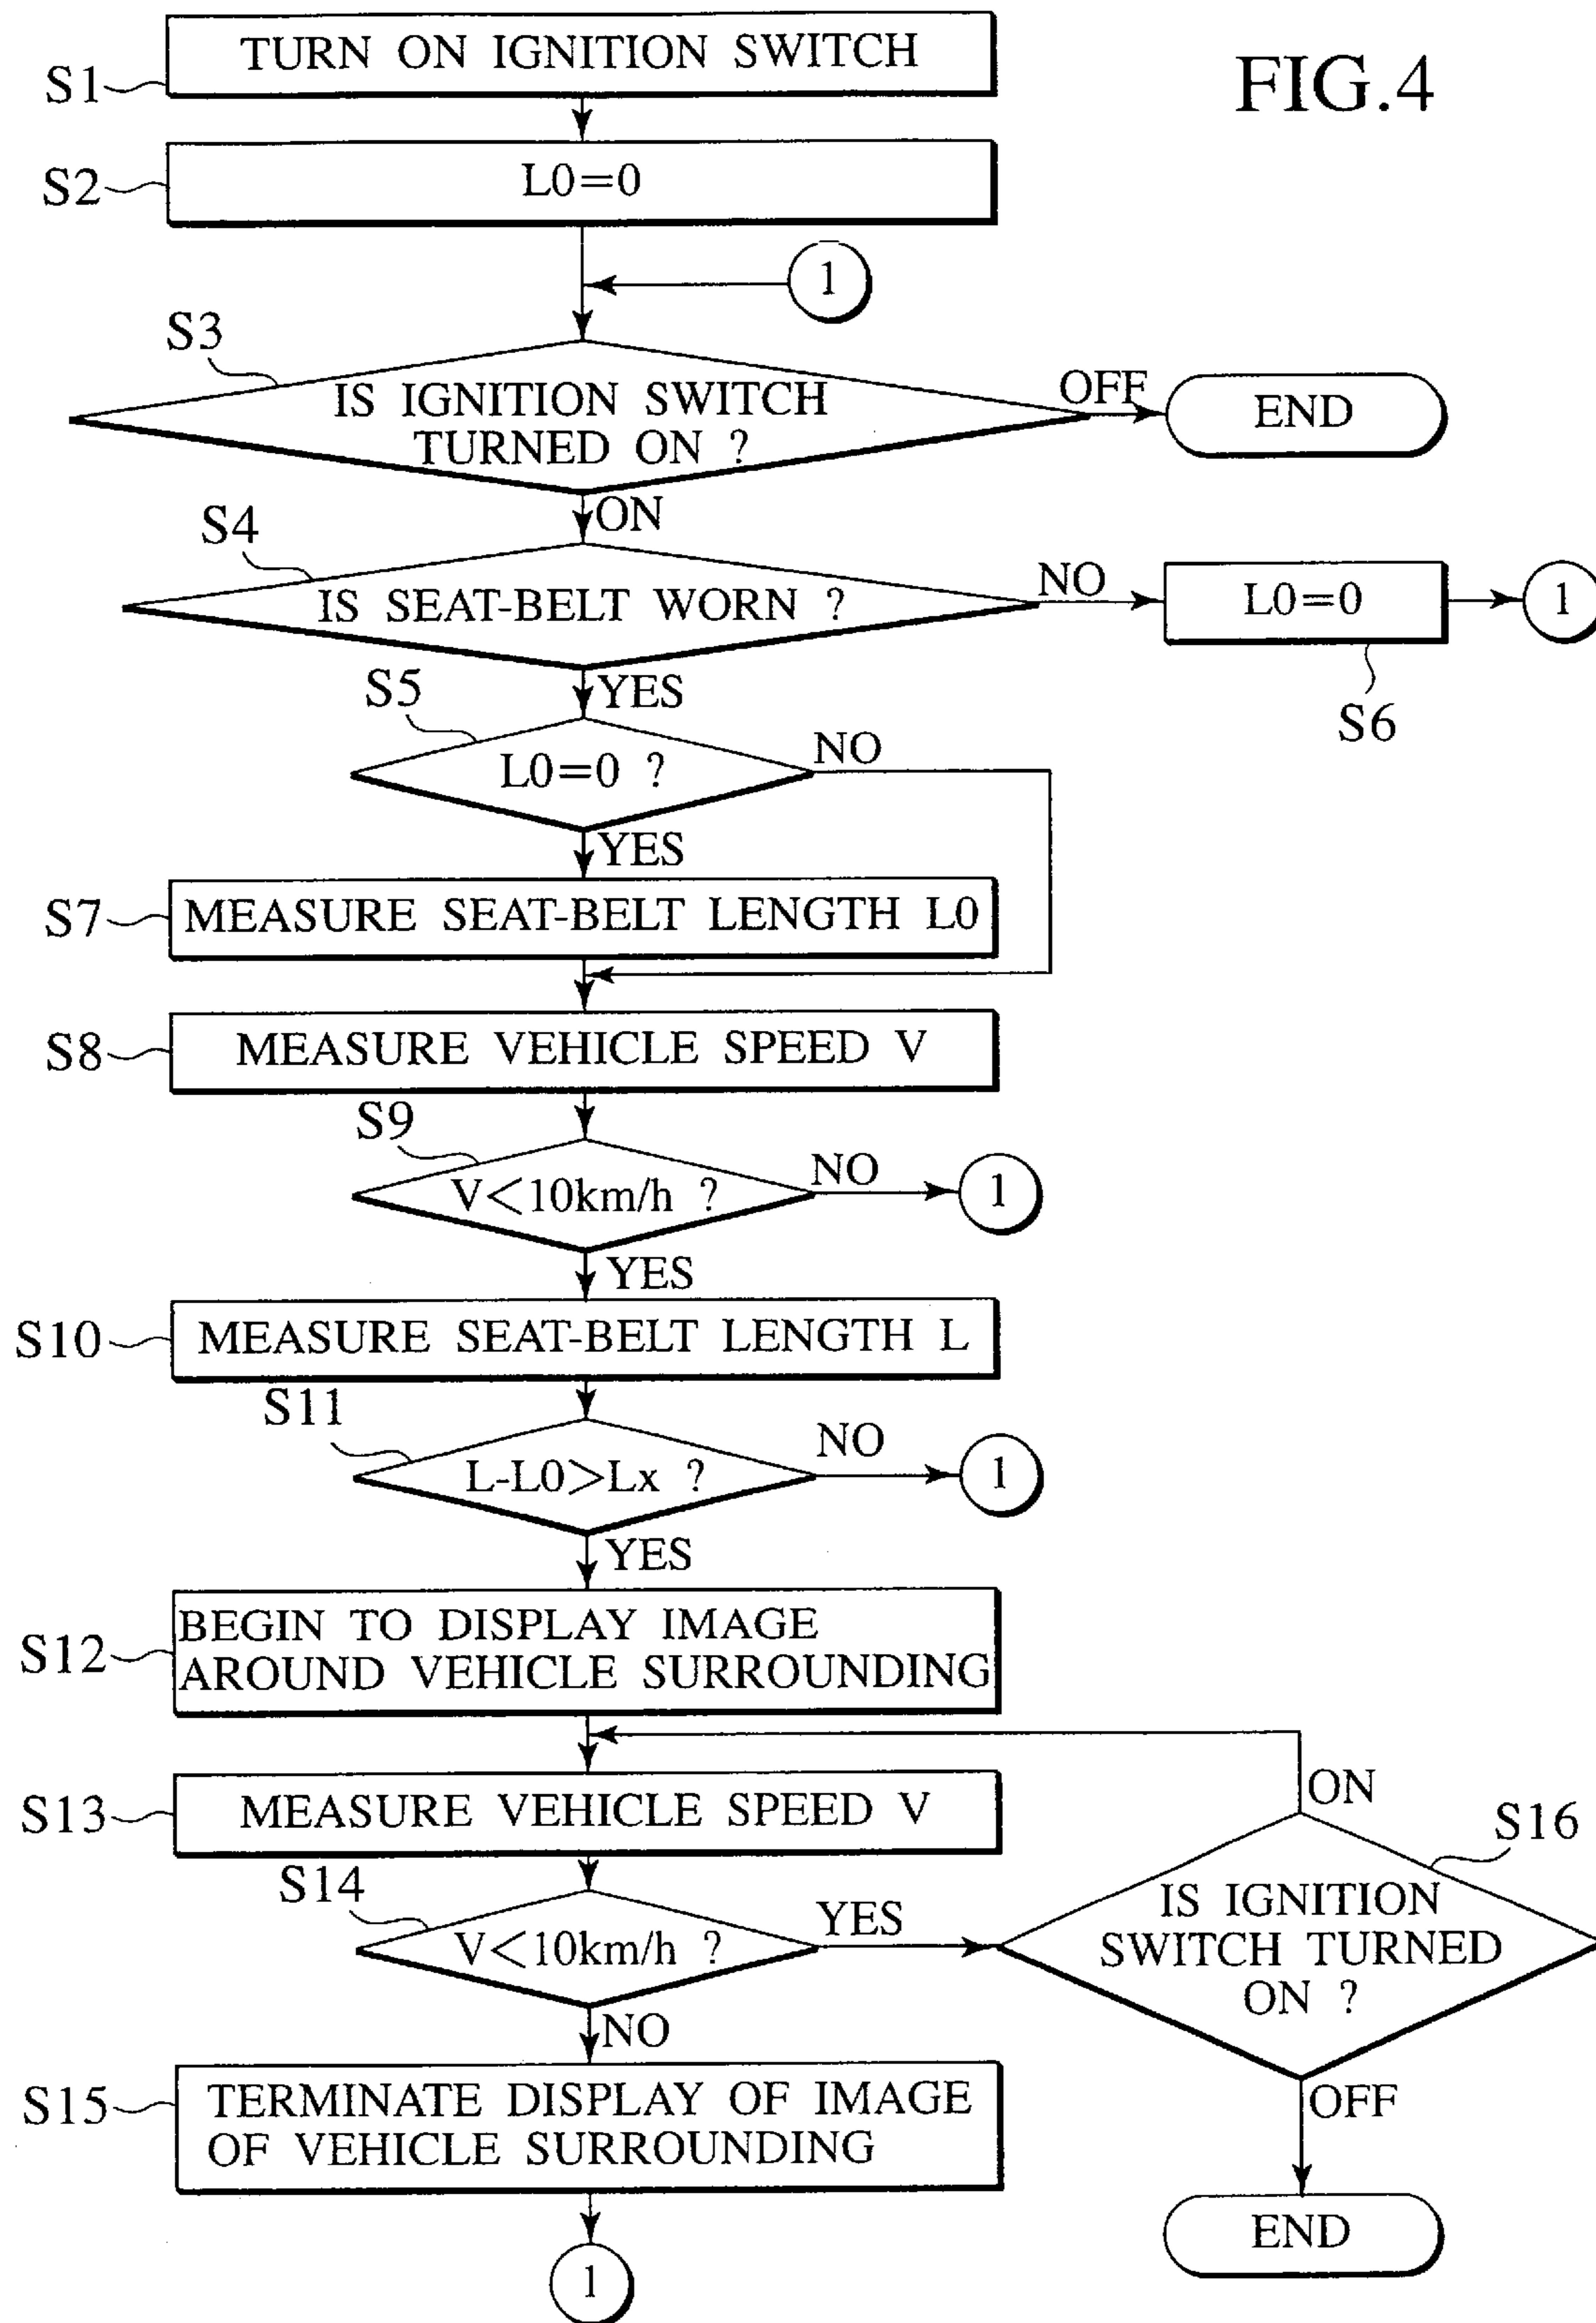 FIG.4
S1
TURN ON IGNITION SWITCH
S2
L0=0
1
S3
IS IGNITION SWITCH
TURNED ON ?
OFF
END
ON
S4
IS SEAT-BELT WORN ?
NO
L0=0
1
S6
YES
S5
L0=0 ?
NO
YES
S7
MEASURE SEAT-BELT LENGTH L0
S8
MEASURE VEHICLE SPEED V
S9
V<10km/h ?
NO
1
YES
S10
MEASURE SEAT-BELT LENGTH L
S11
L-L0>Lx ?
NO
1
YES
S12
BEGIN TO DISPLAY IMAGE
AROUND VEHICLE SURROUNDING
S13
MEASURE VEHICLE SPEED V
ON
S16
S14
V<10km/h ?
YES
IS IGNITION
SWITCH TURNED
ON ?
NO
OFF
S15
TERMINATE DISPLAY OF IMAGE
OF VEHICLE SURROUNDING
END
1